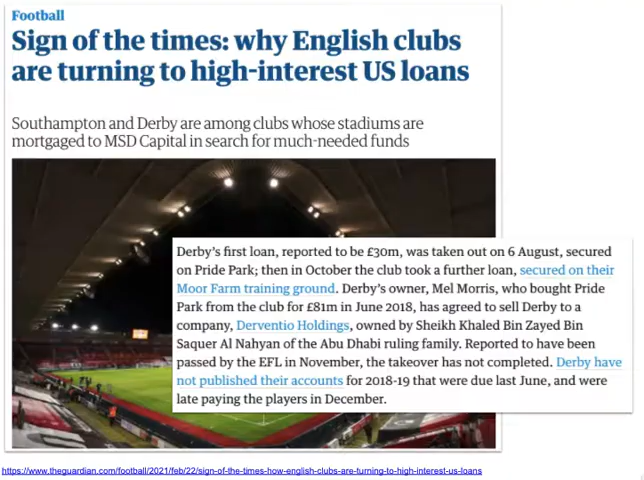 Football
Sign of the times: why English clubs
are turning to high-interest US loans
Southampton and Derby are among clubs whose stadiums are
mortgaged to MSD Capital in search for much-needed funds
Derby's first loan, reported to be £30m, was taken out on 6 August, secured
on Pride Park; then in October the club took a further loan, secured on their
Moor Farm training ground. Derby's owner, Mel Morris, who bought Pride
Park from the club for £81m in June 2018, has agreed to sell Derby to a
company, Derventio Holdings, owned by Sheikh Khaled Bin Zayed Bin
Saquer Al Nahyan of the Abu Dhabi ruling family. Reported to have been
passed by the EFL in November, the takeover has not completed. Derby have
not published their accounts for 2018-19 that were due last June, and were
late paying the players in December.
https://www.theguardian.com/football/2021/feb/22/sign-of-the-times-how-english-clubs-are-turning-to-high-interest-us-loans